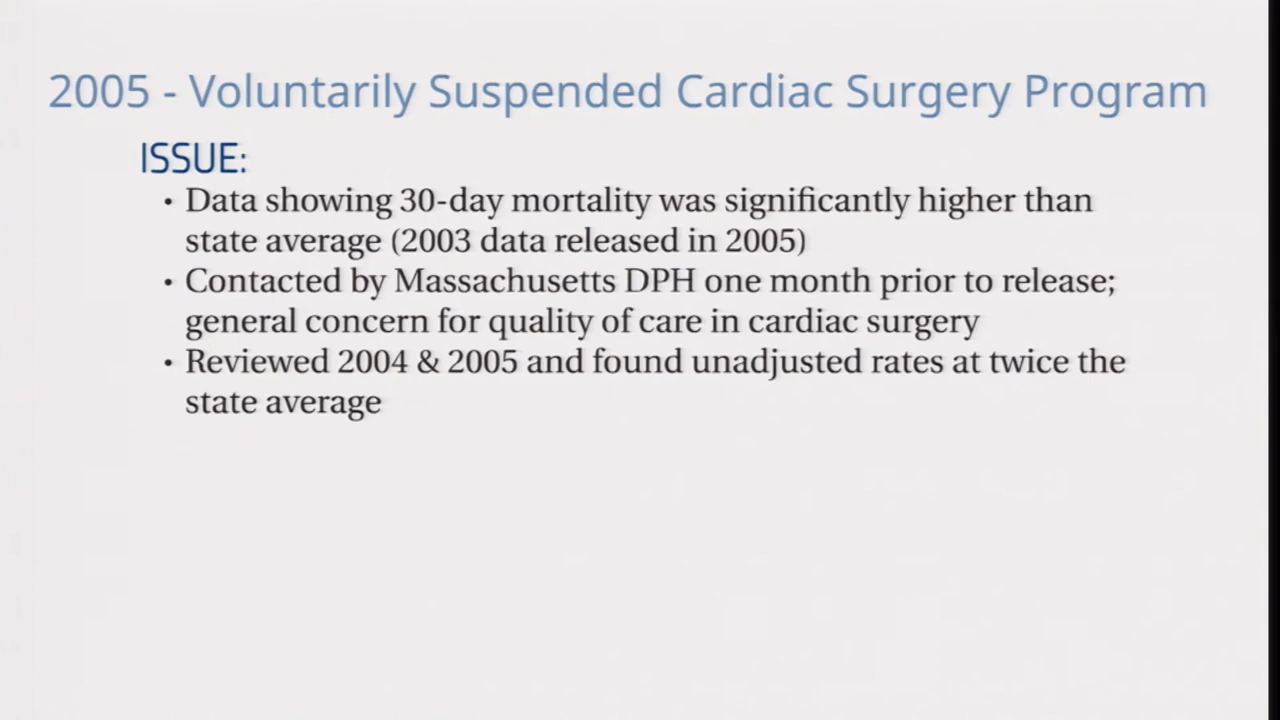 2005 - Voluntarily Suspended Cardiac Surgery Program
ISSUE:
• Data showing 30-day mortality was significantly higher than
state average (2003 data released in 2005)
• Contacted by Massachusetts DPH one month prior to release;
general concern for quality of care in cardiac surgery
• Reviewed 2004 & 2005 and found unadjusted rates at twice the
state average